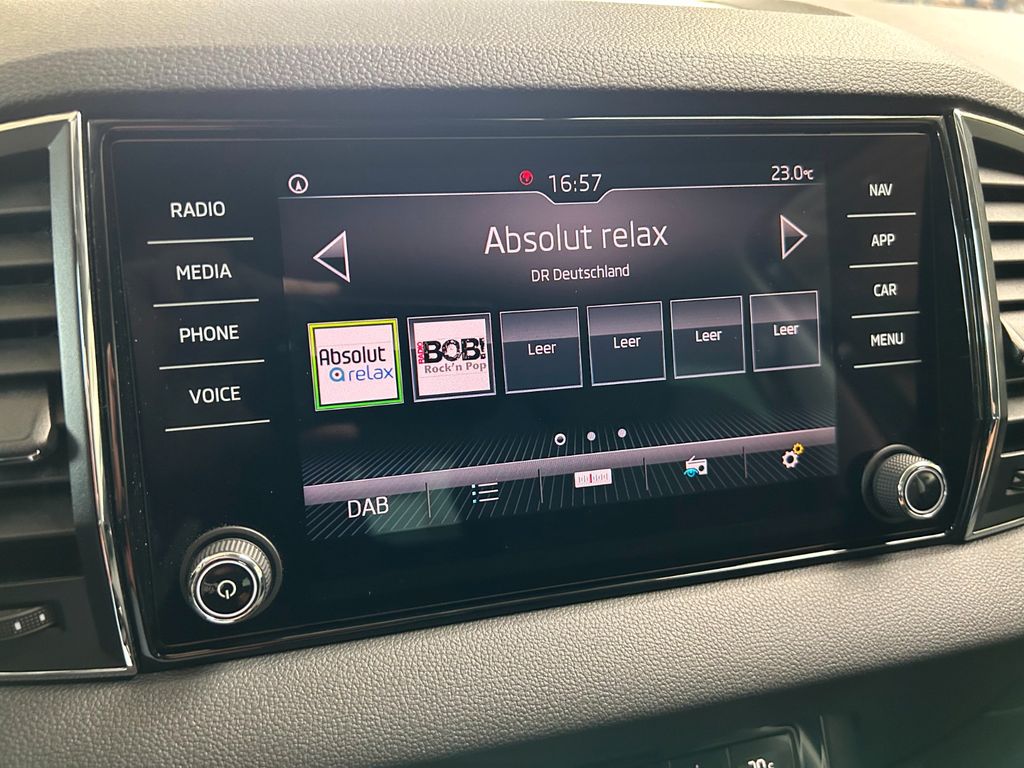 16:57
23.0°C
RADIO
MEDIA
PHONE
VOICE
Absolut relax
DR Deutschland
Absolut
relax
RADIO
BOB!
Rock'n Pop
Leer
Leer
Leer
Leer
DAB
NAV
APP
CAR
MENU